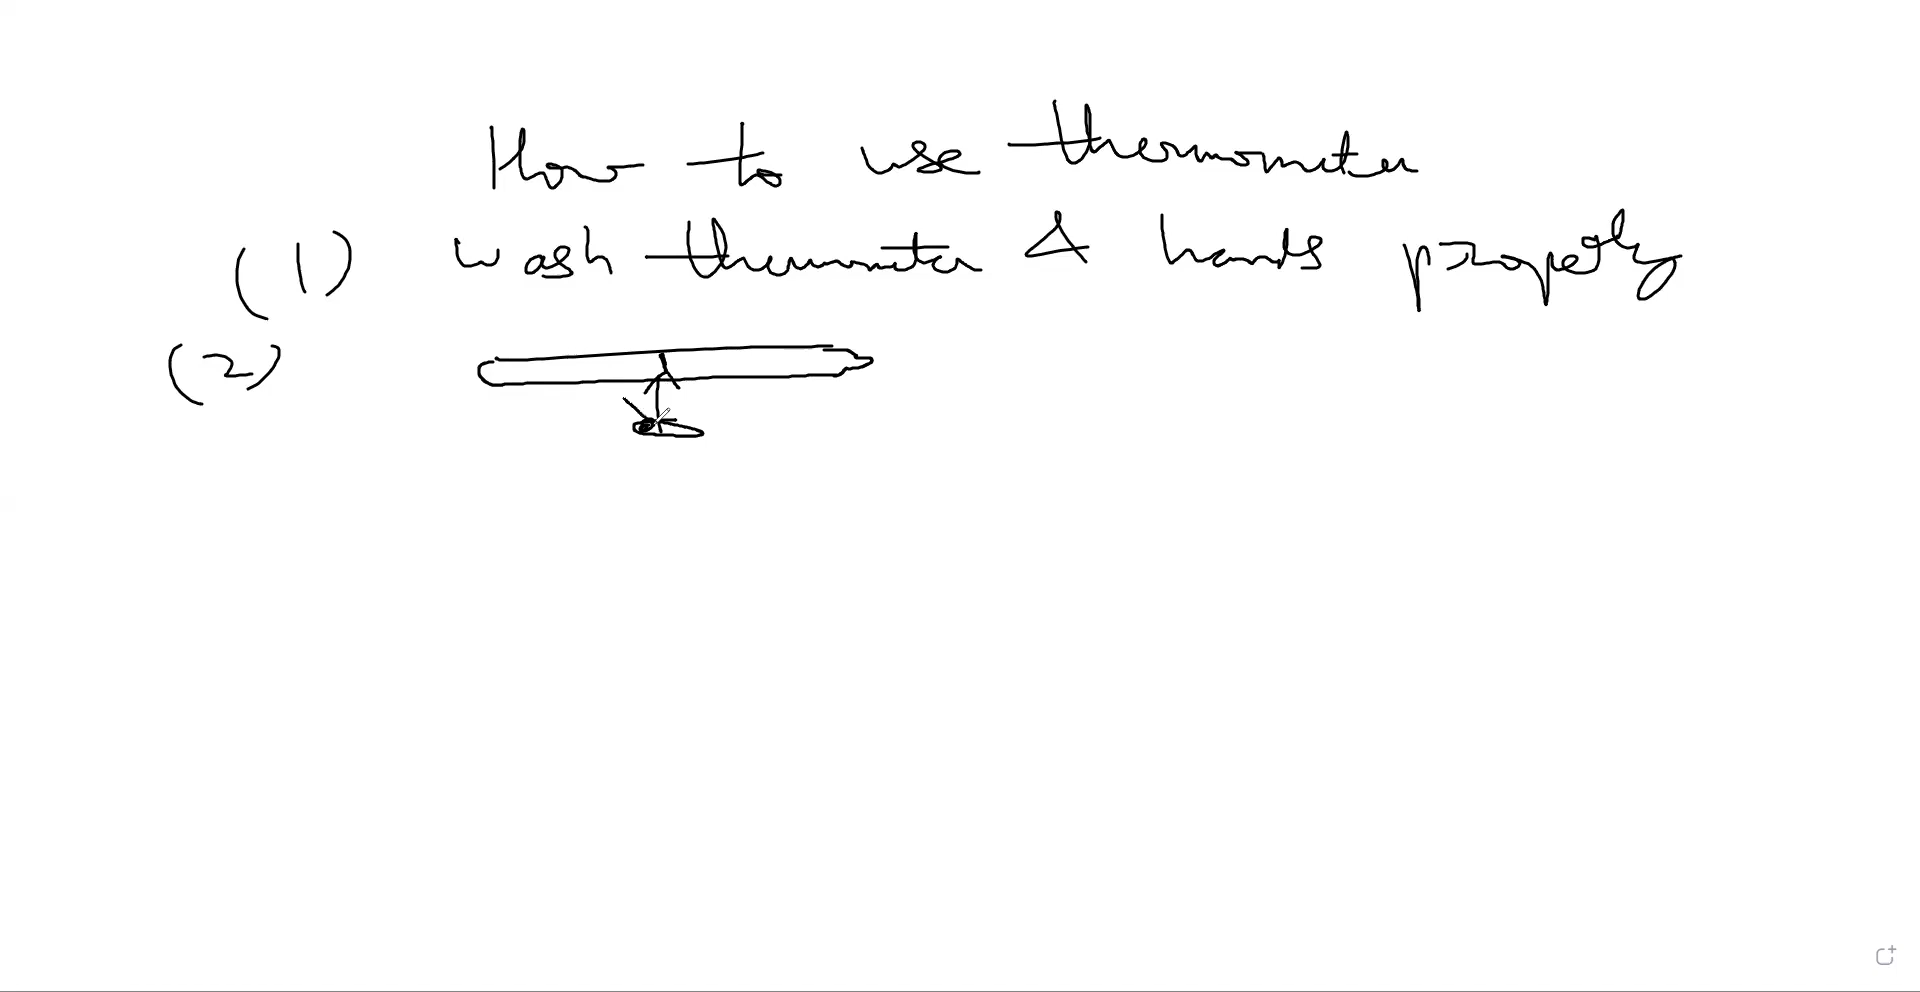 How to use thermometer
(1) wash thermometer & hands properly
(2)